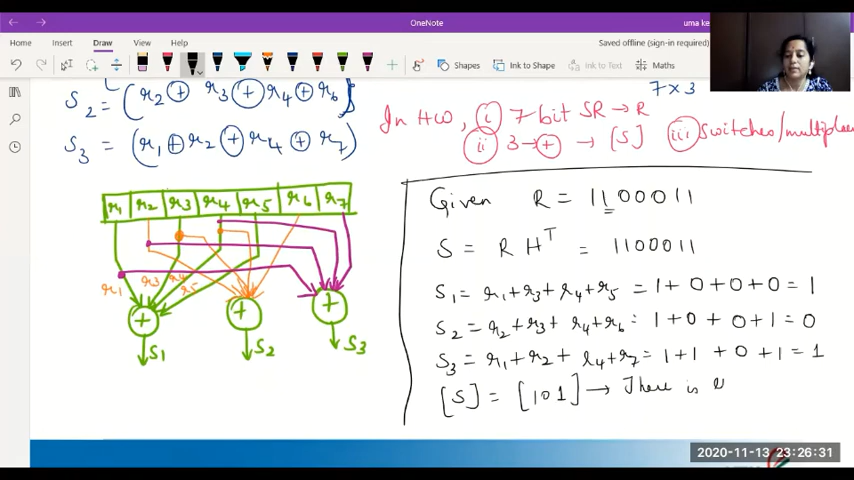 OneNote
uma ke
Home Insert Draw View Help
Saved offline (sign-in required)
Shapes Ink to Shape Ink to Text Maths
S2 = (r2 ⊕ r3 ⊕ r4 ⊕ r6)
7 x 3
S3 = (r1 ⊕ r2 ⊕ r4 ⊕ r7)
In HW, (i) 7 bit SR → R
(ii) 3 → ⊕ → [S] (iii) Switches/multiplex
r1 r2 r3 r4 r5 r6 r7
r1 r3 r4 r5
+ + +
S1 S2 S3
Given R = 1100011
S = R H^T = 1100011
S1 = r1+r3+r4+r5 = 1+0+0+0 = 1
S2 = r2+r3+ r4+r6 = 1+0+0+1 = 0
S3 = r1+r2+ r4+r7 = 1+1+0+1 = 1
[S] = [101] → There is
2020-11-13 23:26:31